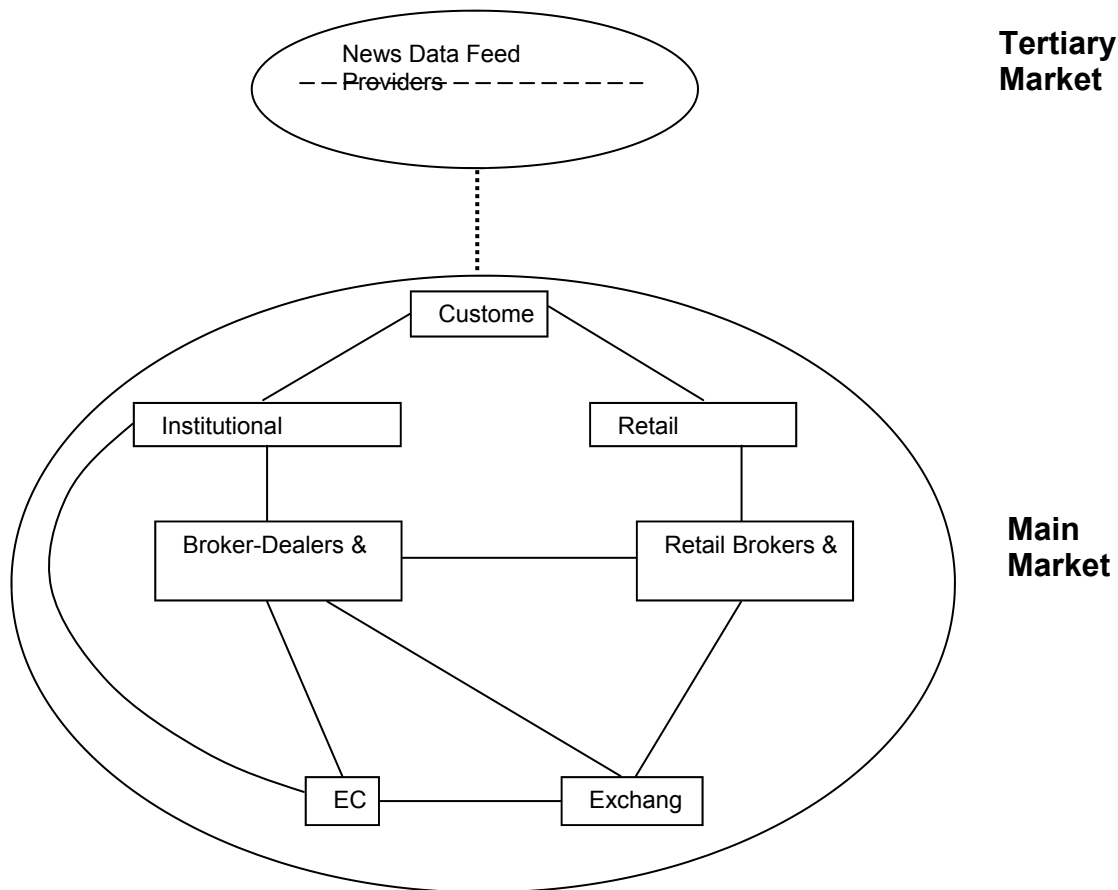 News Data Feed
Providers
Tertiary
Market
Custome
Institutional
Retail
Broker-Dealers &
Retail Brokers &
Main
Market
EC
Exchang